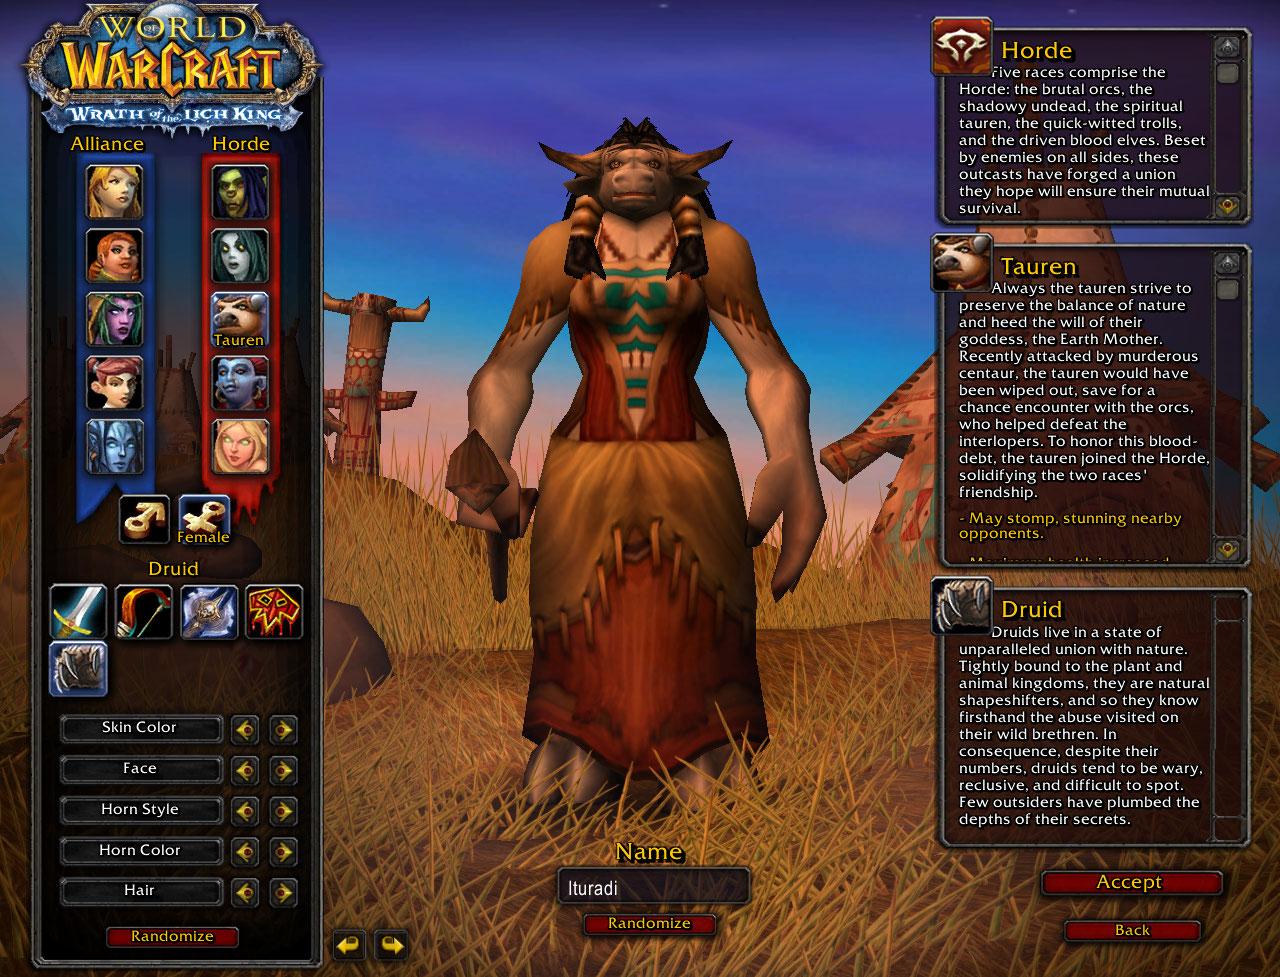 WORLD
OF
WARCRAFT
WRATH of the LICH KING
Alliance
Horde
Tauren
Female
Druid
Skin Color
Face
Horn Style
Horn Color
Hair
Randomize
Name
Ituradi
Randomize
Horde
Five races comprise the
Horde: the brutal orcs, the
shadowy undead, the spiritual
tauren, the quick-witted trolls,
and the driven blood elves. Beset
by enemies on all sides, these
outcasts have forged a union
they hope will ensure their mutual
survival.
Tauren
Always the tauren strive to
preserve the balance of nature
and heed the will of their
goddess, the Earth Mother.
Recently attacked by murderous
centaur, the tauren would have
been wiped out, save for a
chance encounter with the orcs,
who helped defeat the
interlopers. To honor this blood-
debt, the tauren joined the Horde,
solidifying the two races'
friendship.
- May stomp, stunning nearby
opponents.
- Maximum health increased
Druid
Druids live in a state of
unparalleled union with nature.
Tightly bound to the plant and
animal kingdoms, they are natural
shapeshifters, and so they know
firsthand the abuse visited on
their wild brethren. In
consequence, despite their
numbers, druids tend to be wary,
reclusive, and difficult to spot.
Few outsiders have plumbed the
depths of their secrets.
Accept
Back